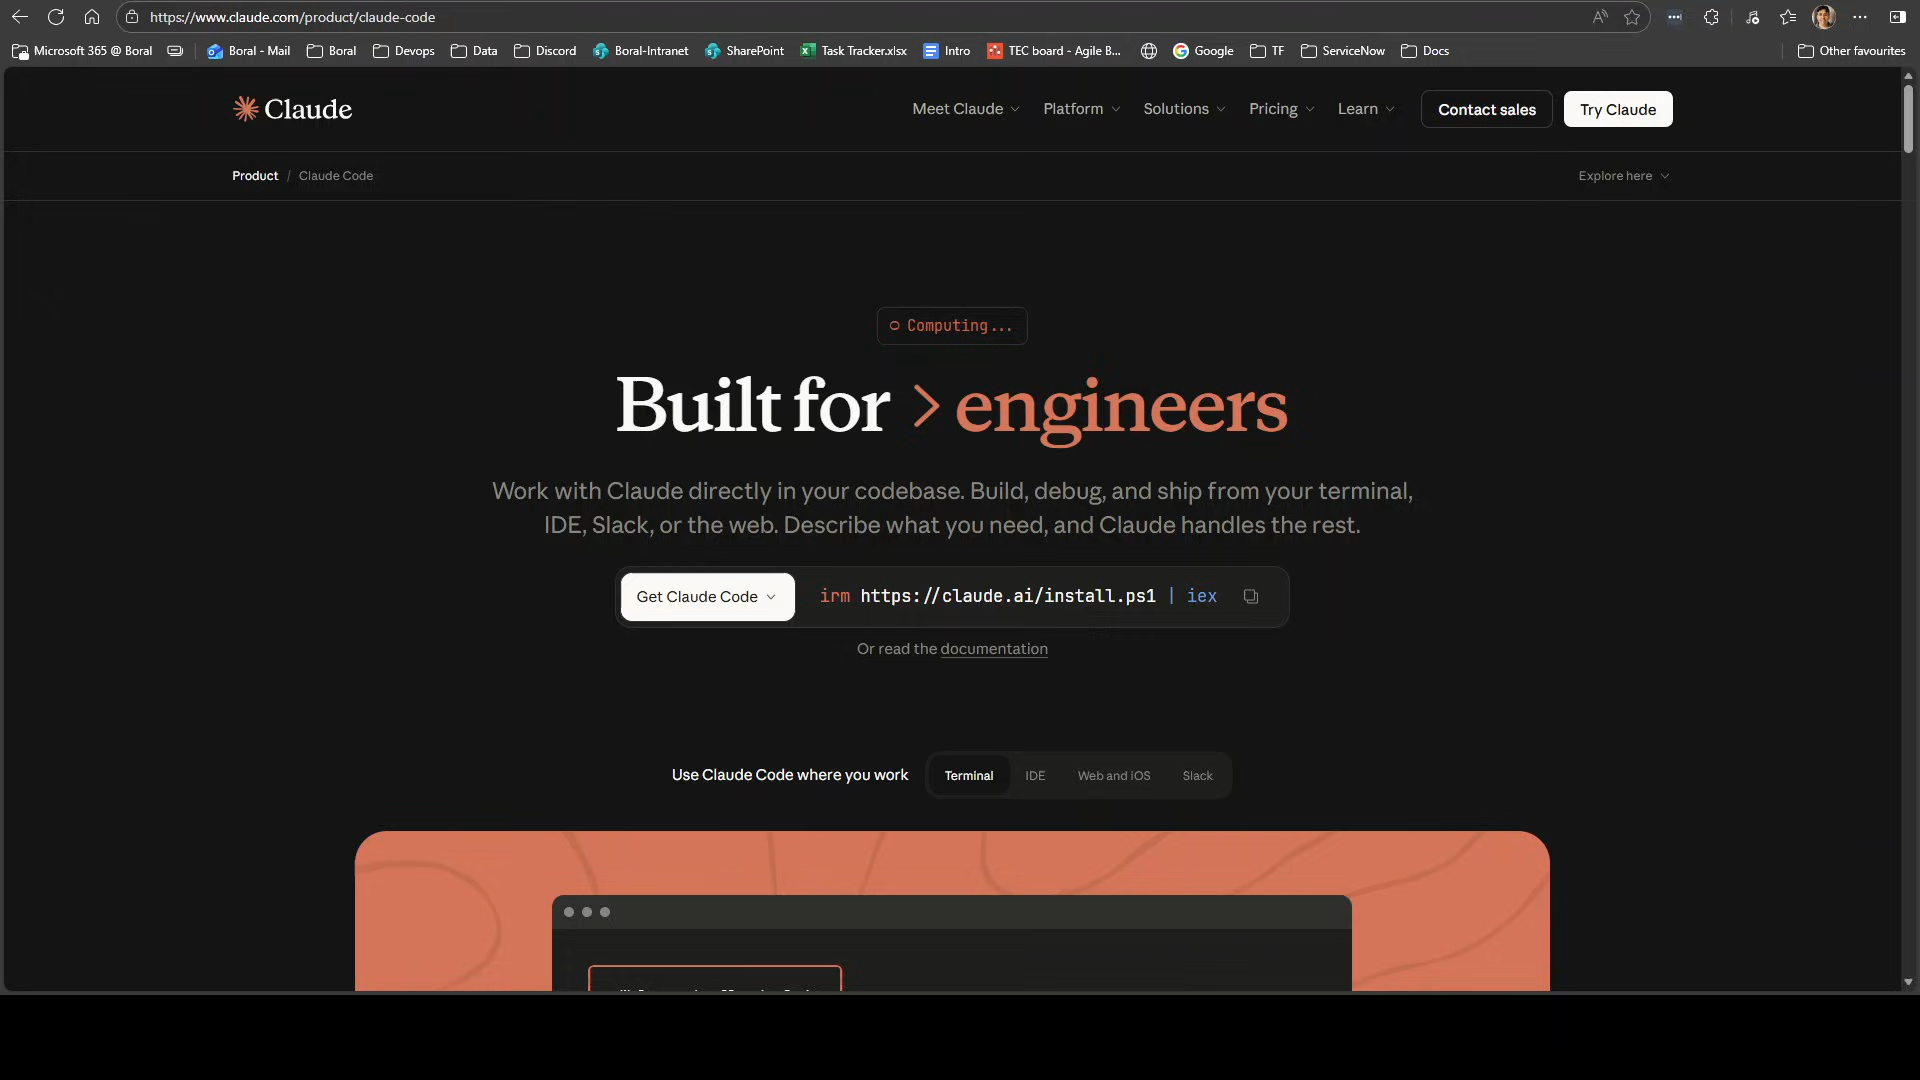 https://www.claude.com/product/claude-code
Microsoft 365 @ Boral
Boral - Mail
Boral
Devops
Data
Discord
Boral-Intranet
SharePoint
Task Tracker.xlsx
Intro
TEC board - Agile B...
Google
TF
ServiceNow
Docs
Other favourites
Claude
Meet Claude
Platform
Solutions
Pricing
Learn
Contact sales
Try Claude
Product / Claude Code
Explore here
Computing...
Built for > engineers
Work with Claude directly in your codebase. Build, debug, and ship from your terminal,
IDE, Slack, or the web. Describe what you need, and Claude handles the rest.
Get Claude Code
irm https://claude.ai/install.ps1 | iex
Or read the documentation
Use Claude Code where you work
Terminal
IDE
Web and iOS
Slack